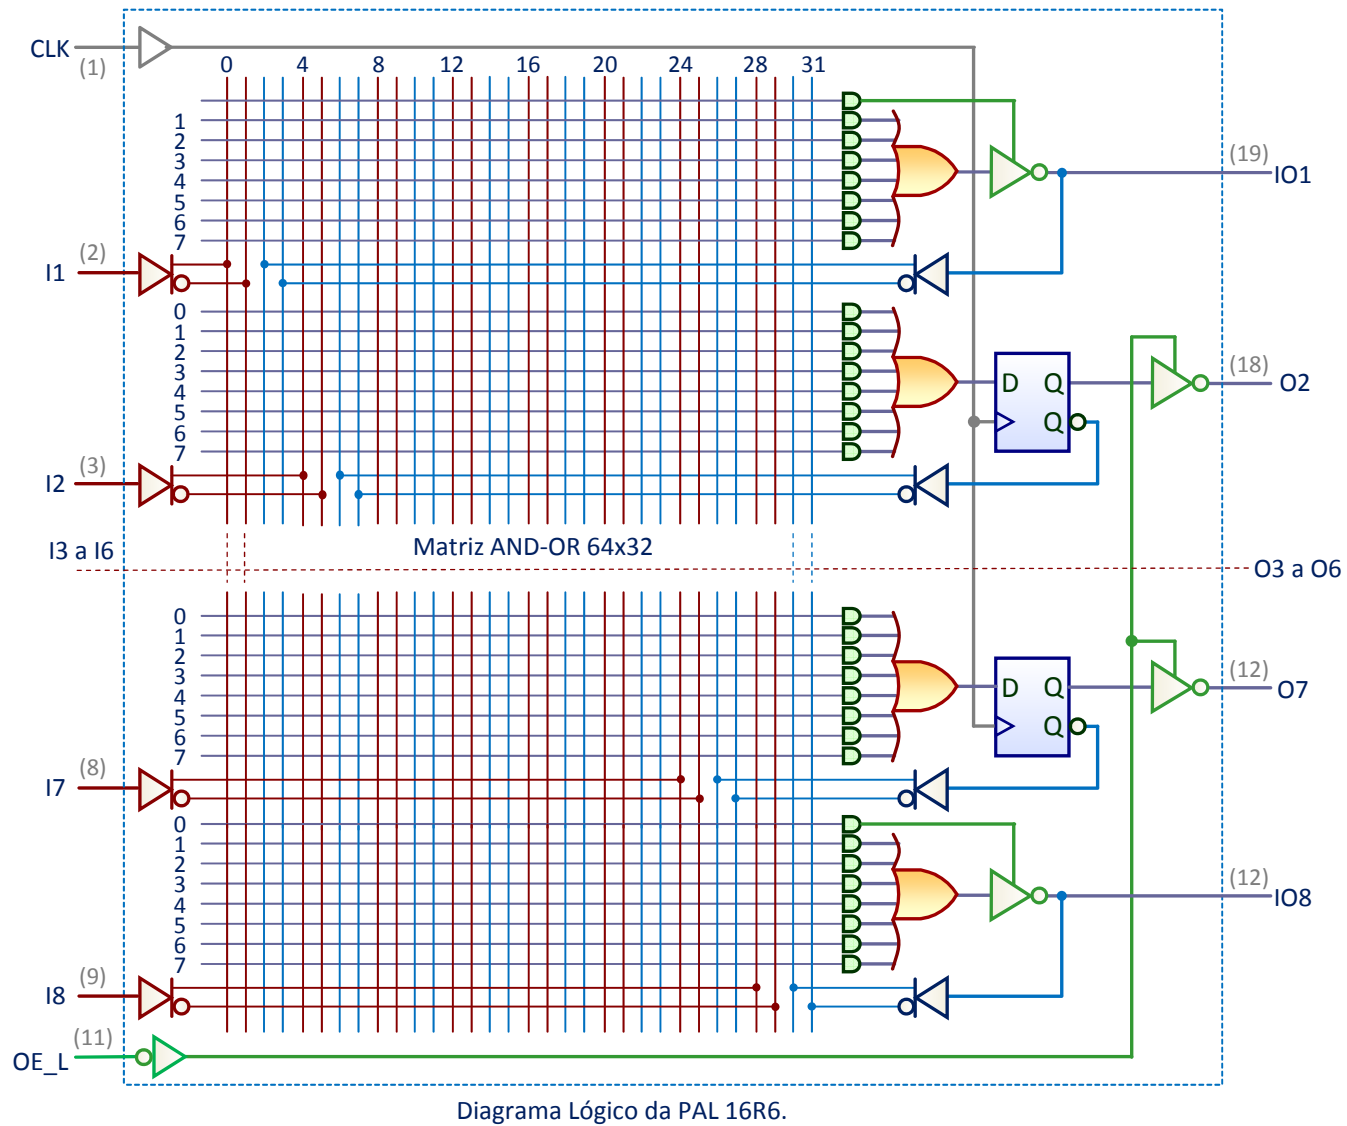 CLK
(1)
0 4 8 12 16 20 24 28 31
1
2
3
4
5
6
7
(19)
IO1
(2)
I1
0
1
2
3
4
5
6
7
D Q
Q
(18)
O2
(3)
I2
I3 a I6
Matriz AND-OR 64x32
O3 a O6
0
1
2
3
4
5
6
7
D Q
Q
(12)
O7
(8)
I7
0
1
2
3
4
5
6
7
(12)
IO8
(9)
I8
(11)
OE_L
Diagrama Lógico da PAL 16R6.